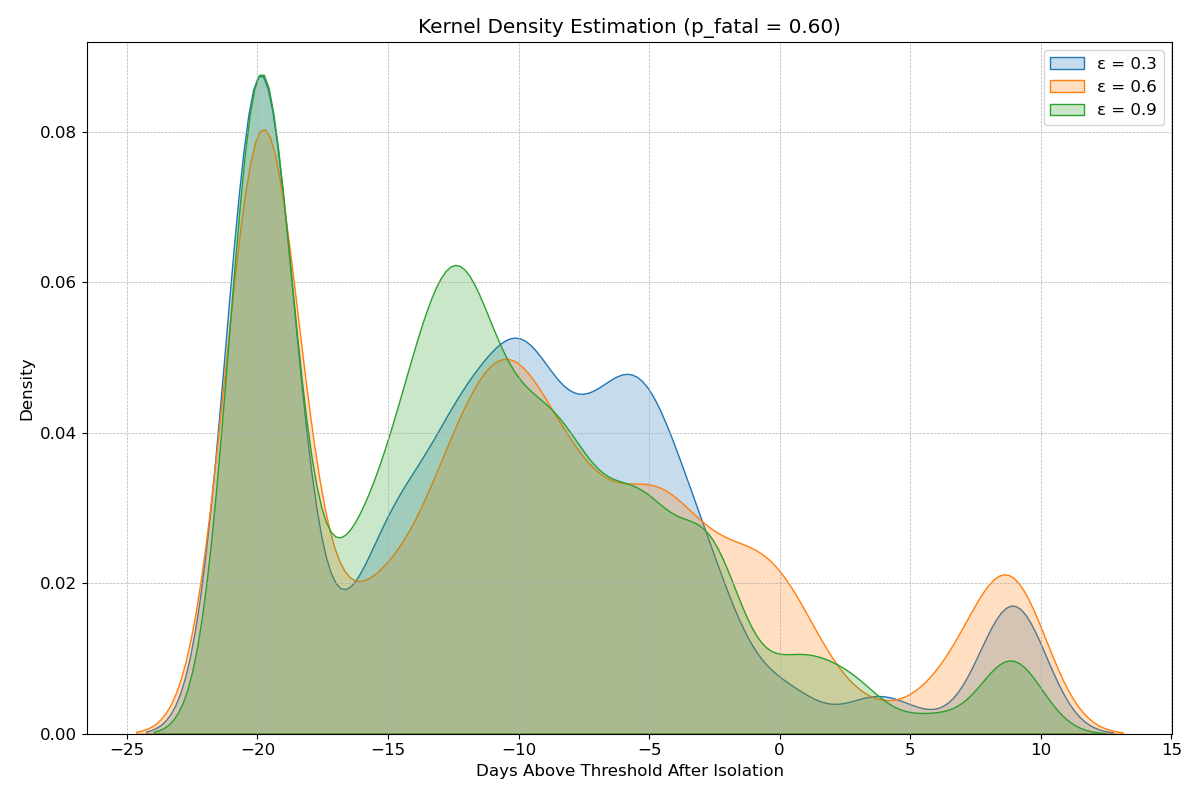 Kernel Density Estimation (p_fatal = 0.60)
ε = 0.3
ε = 0.6
ε = 0.9
Density
0.08
0.06
0.04
0.02
0.00
−25 −20 −15 −10 −5 0 5 10 15
Days Above Threshold After Isolation